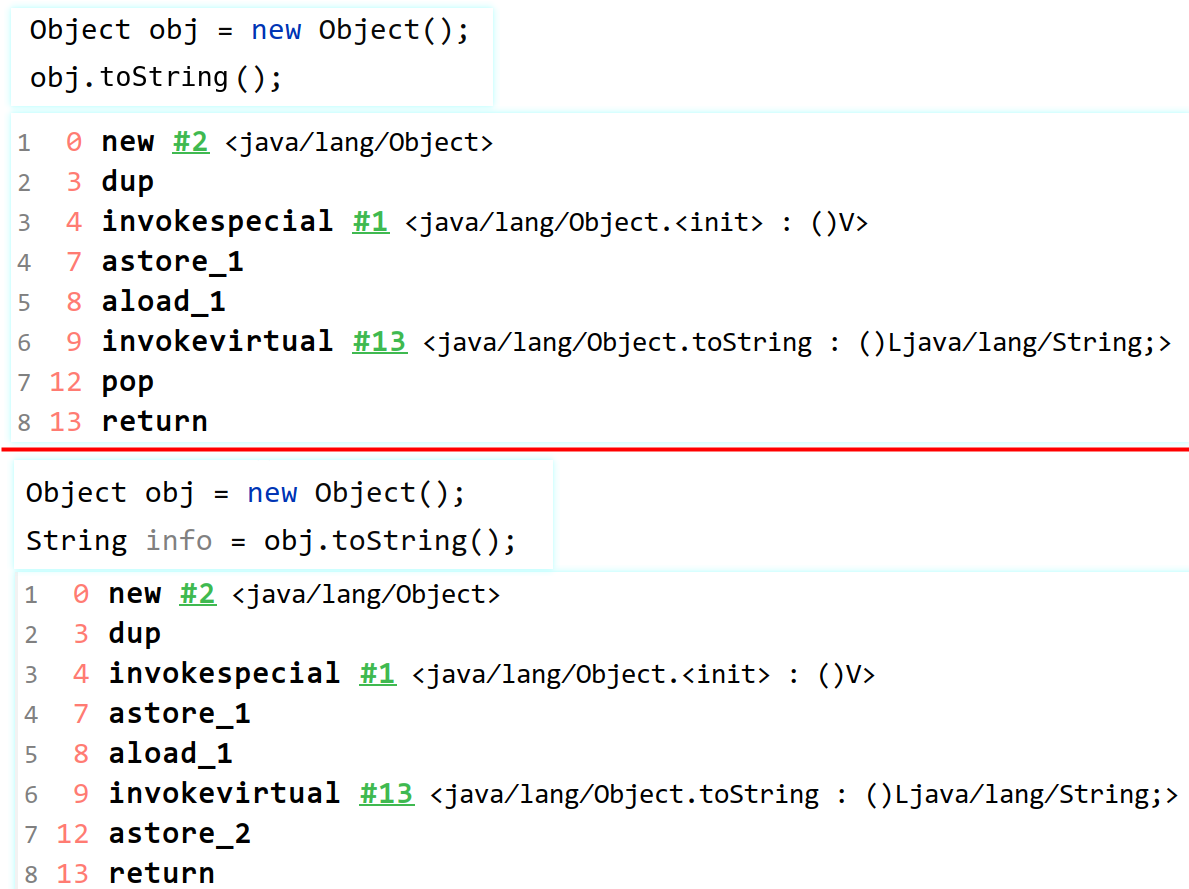 Object obj = new Object();
obj.toString();
1 0 new #2 <java/lang/Object>
2 3 dup
3 4 invokespecial #1 <java/lang/Object.<init> : ()V>
4 7 astore_1
5 8 aload_1
6 9 invokevirtual #13 <java/lang/Object.toString : ()Ljava/lang/String;>
7 12 pop
8 13 return
Object obj = new Object();
String info = obj.toString();
1 0 new #2 <java/lang/Object>
2 3 dup
3 4 invokespecial #1 <java/lang/Object.<init> : ()V>
4 7 astore_1
5 8 aload_1
6 9 invokevirtual #13 <java/lang/Object.toString : ()Ljava/lang/String;>
7 12 astore_2
8 13 return